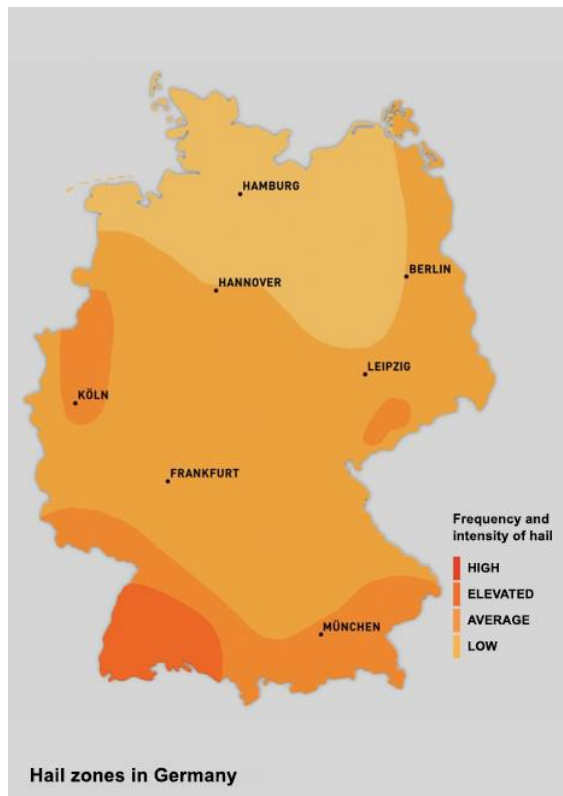 HAMBURG
BERLIN
HANNOVER
LEIPZIG
KÖLN
FRANKFURT
Frequency and
intensity of hail
HIGH
ELEVATED
AVERAGE
MÜNCHEN
LOW
Hail zones in Germany